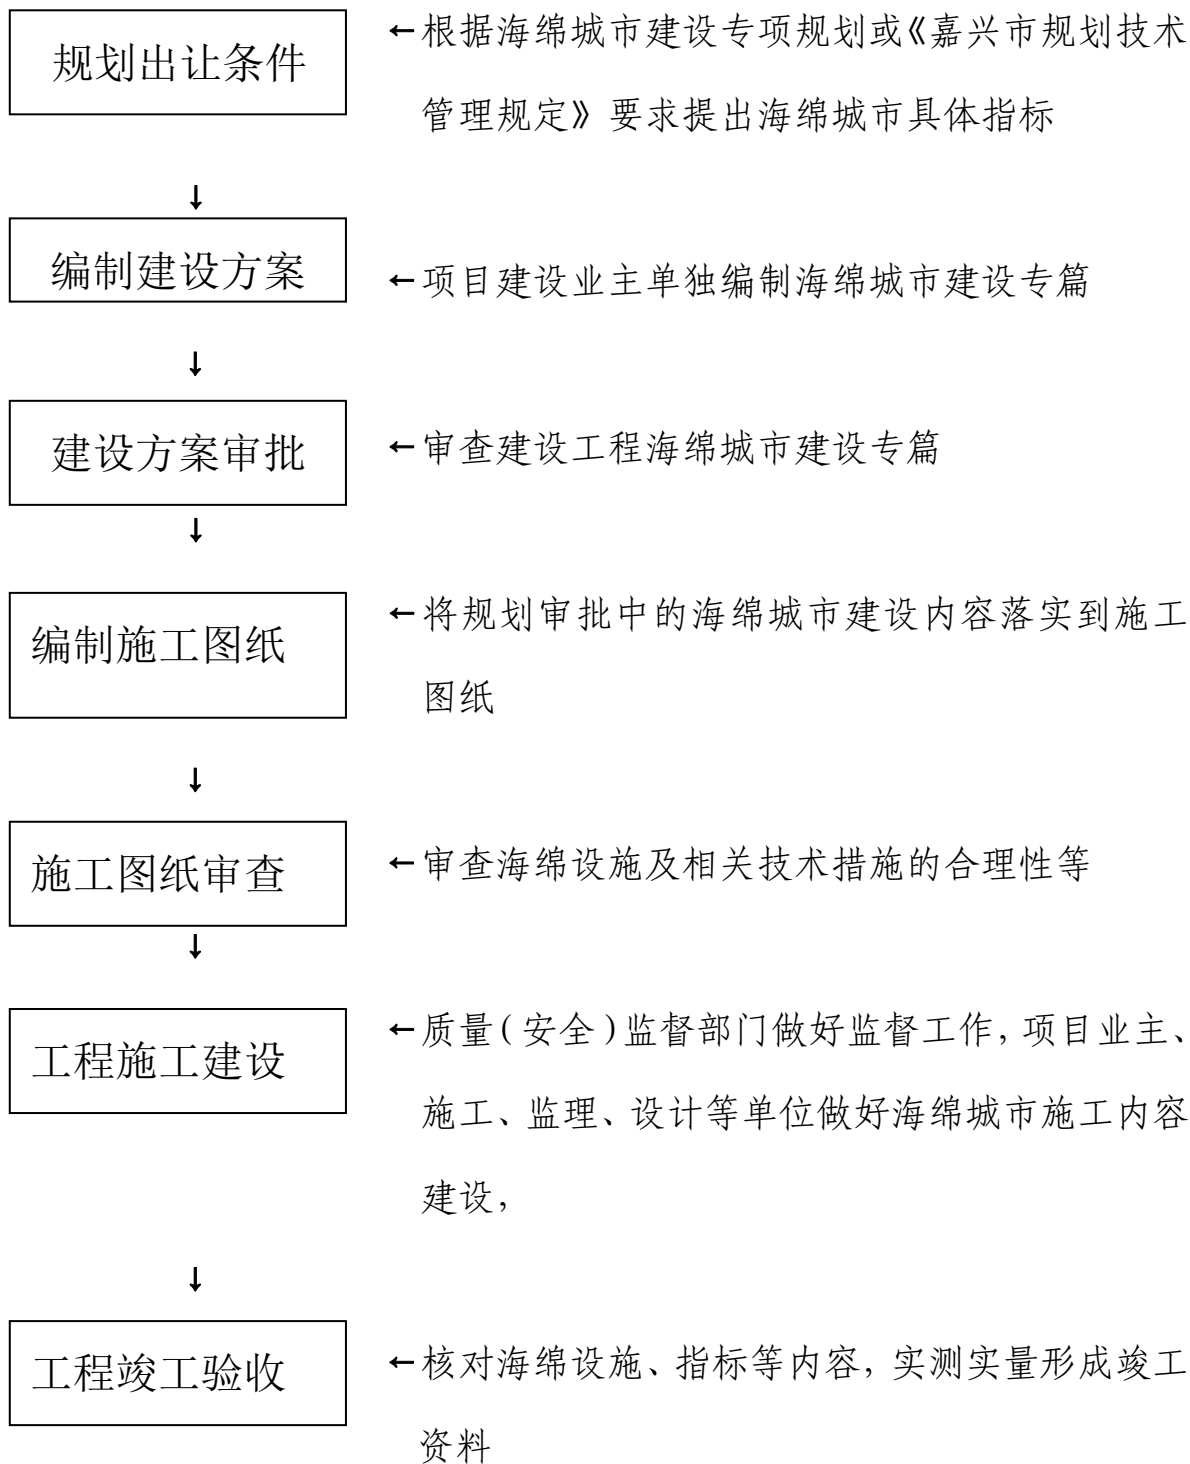 规划出让条件
←根据海绵城市建设专项规划或《嘉兴市规划技术
管理规定》要求提出海绵城市具体指标
↓
编制建设方案
←项目建设业主单独编制海绵城市建设专篇
↓
建设方案审批
←审查建设工程海绵城市建设专篇
↓
编制施工图纸
←将规划审批中的海绵城市建设内容落实到施工
图纸
↓
施工图纸审查
←审查海绵设施及相关技术措施的合理性等
↓
工程施工建设
←质量(安全)监督部门做好监督工作,项目业主、
施工、监理、设计等单位做好海绵城市施工内容
建设,
↓
工程竣工验收
←核对海绵设施、指标等内容,实测实量形成竣工
资料